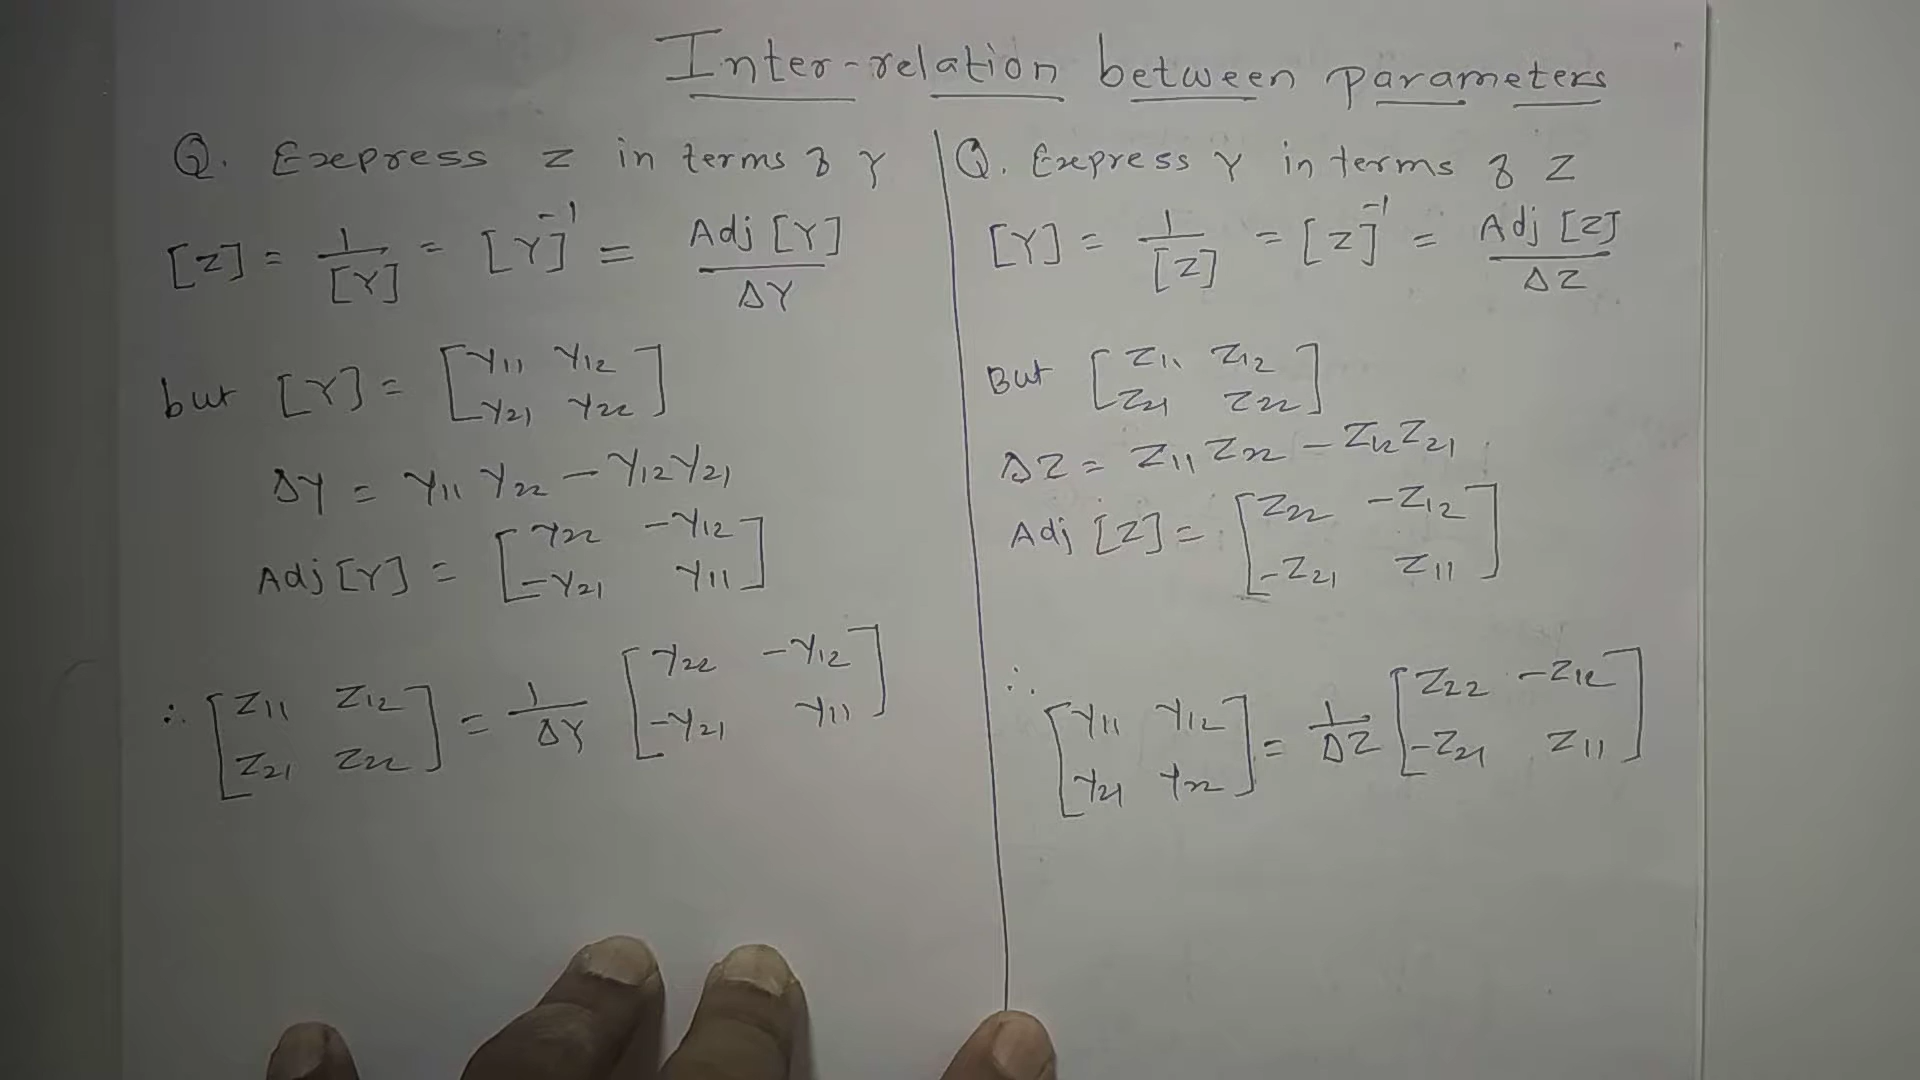 Inter-relation between parameters
Q. Express Z in terms of Y
[Z] = 1/[Y] = [Y]⁻¹ = Adj [Y]/ΔY
but [Y] = [Y11 Y12
Y21 Y22]
ΔY = Y11 Y22 - Y12 Y21
Adj [Y] = [Y22 -Y12
-Y21 Y11]
∴ [Z11 Z12
Z21 Z22] = 1/ΔY [Y22 -Y12
-Y21 Y11]
Q. Express Y in terms of Z
[Y] = 1/[Z] = [Z]⁻¹ = Adj [Z]/ΔZ
But [Z11 Z12
Z21 Z22]
ΔZ = Z11 Z22 - Z12 Z21
Adj [Z] = [Z22 -Z12
-Z21 Z11]
∴ [Y11 Y12
Y21 Y22] = 1/ΔZ [Z22 -Z12
-Z21 Z11]